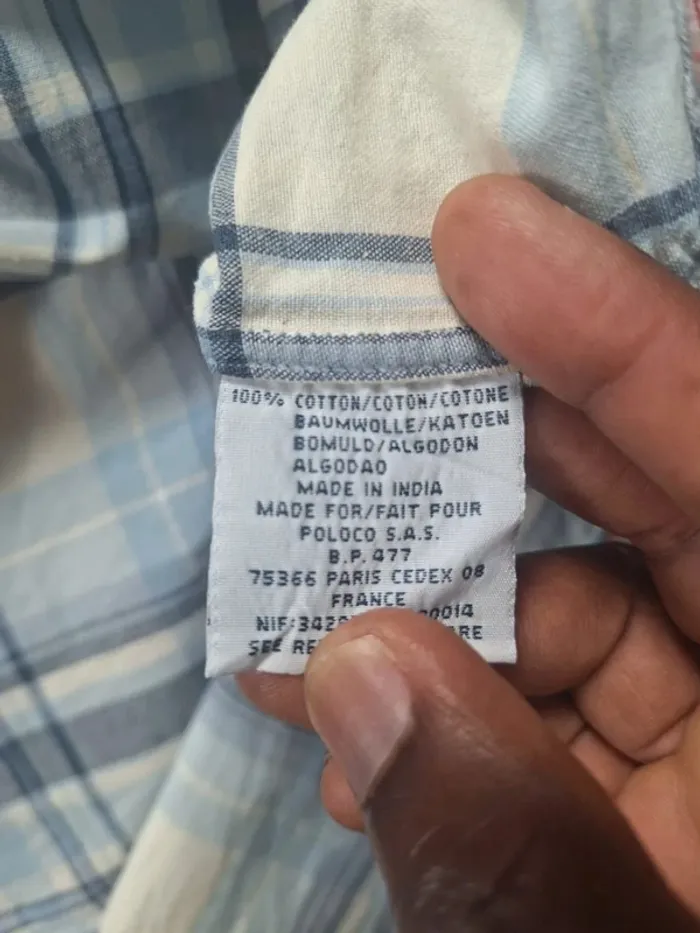 100% COTTON/COTON/COTONE
BAUMWOLLE/KATOEN
BOMULD/ALGODON
ALGODAO
MADE IN INDIA
MADE FOR/FAIT POUR
POLOCO S.A.S.
B.P. 477
75366 PARIS CEDEX 08
FRANCE
SEE